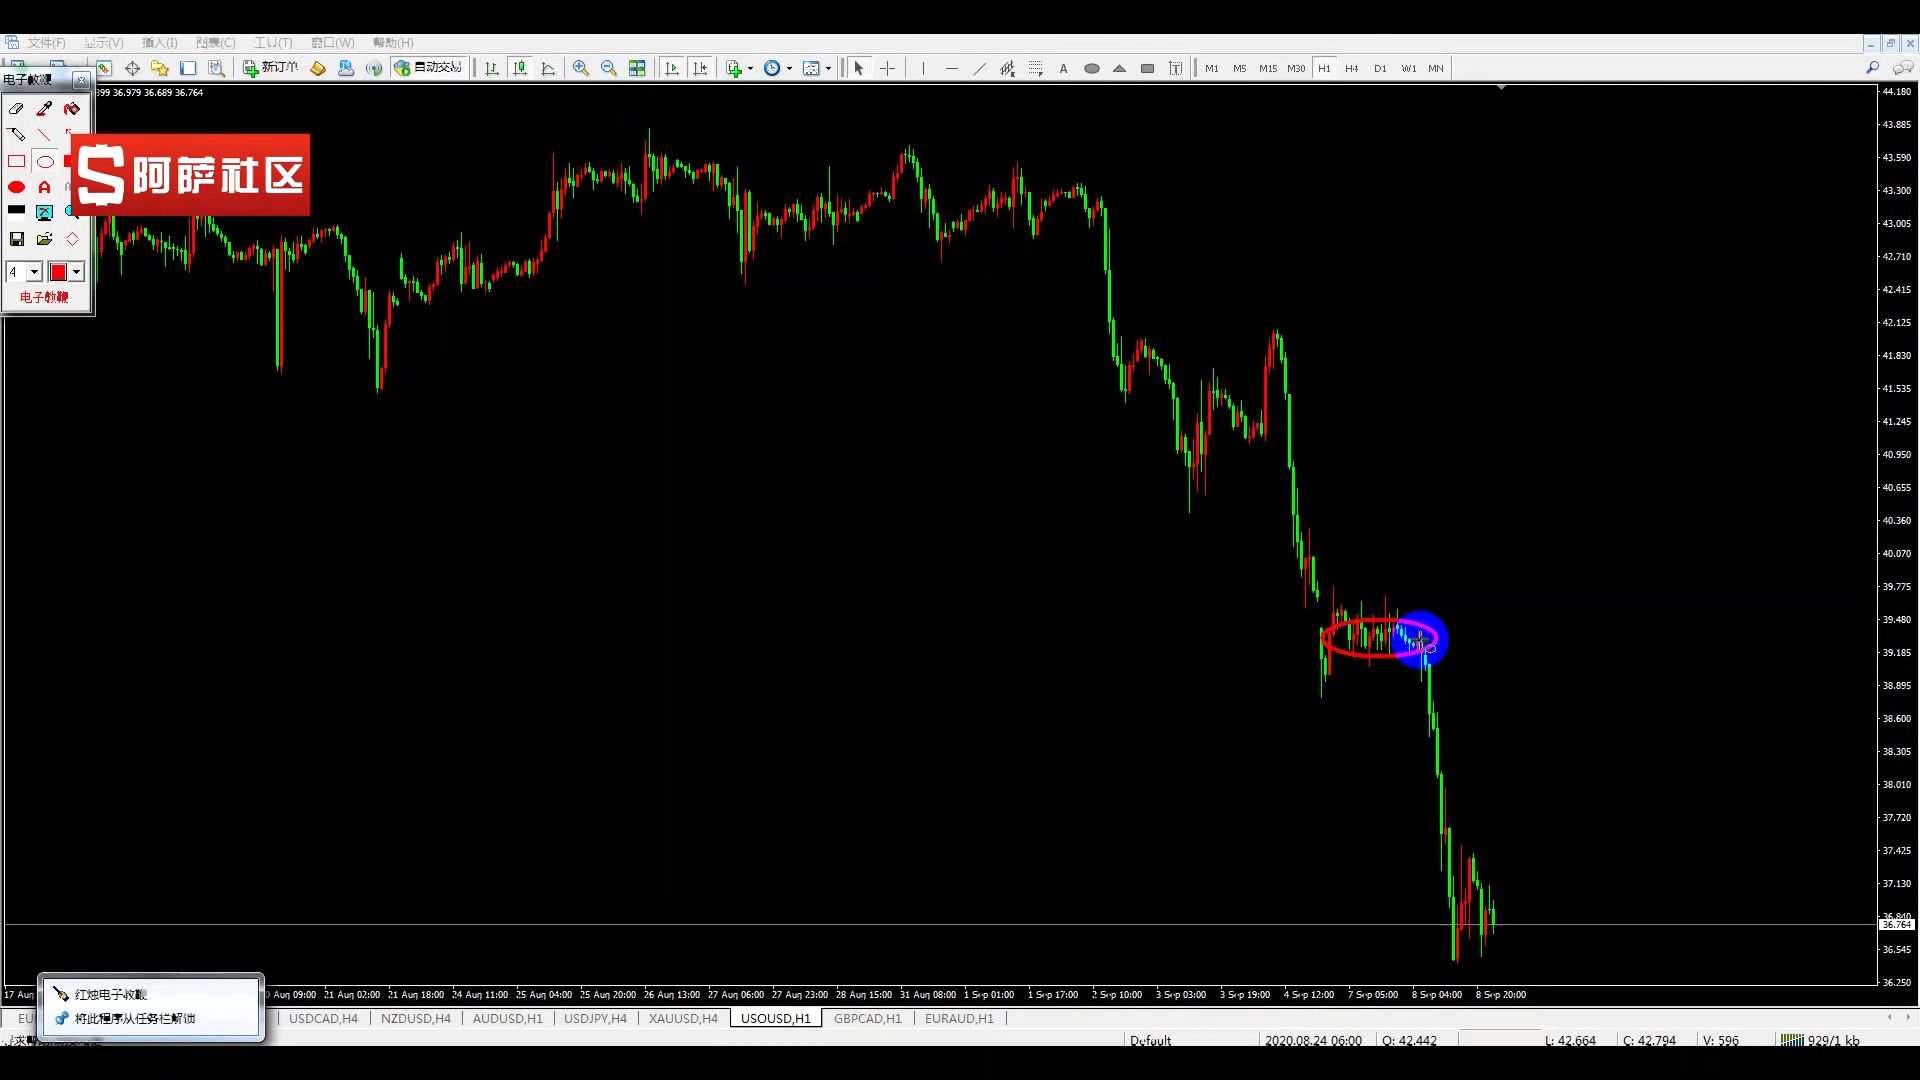 文件(F) 显示(V) 插入(I) 图表(C) 工具(T) 窗口(W) 帮助(H)
电子教鞭
新订单 自动交易 A T M1 M5 M15 M30 H1 H4 D1 W1 MN
36.979 36.689 36.764
阿萨社区
4
电子教鞭
44.180
43.885
43.590
43.300
43.005
42.710
42.415
42.125
41.830
41.535
41.245
40.950
40.655
40.360
40.070
39.775
39.480
39.185
38.895
38.600
38.305
38.010
37.720
37.425
37.130
36.840
36.764
36.545
36.250
红烛电子教鞭
将此程序从任务栏解锁
17 Aug 09:00 21 Aug 02:00 21 Aug 18:00 24 Aug 11:00 25 Aug 04:00 25 Aug 20:00 26 Aug 13:00 27 Aug 06:00 27 Aug 23:00 28 Aug 15:00 31 Aug 08:00 1 Sep 01:00 1 Sep 17:00 2 Sep 10:00 3 Sep 03:00 3 Sep 19:00 4 Sep 12:00 7 Sep 05:00 8 Sep 04:00 8 Sep 20:00
USDCAD,H4 NZDUSD,H4 AUDUSD,H1 USDJPY,H4 XAUUSD,H4 USOUSD,H1 GBPCAD,H1 EURAUD,H1
Default 2020.08.24 06:00 O: 42.442 L: 42.664 C: 42.794 V: 596 929/1 kb